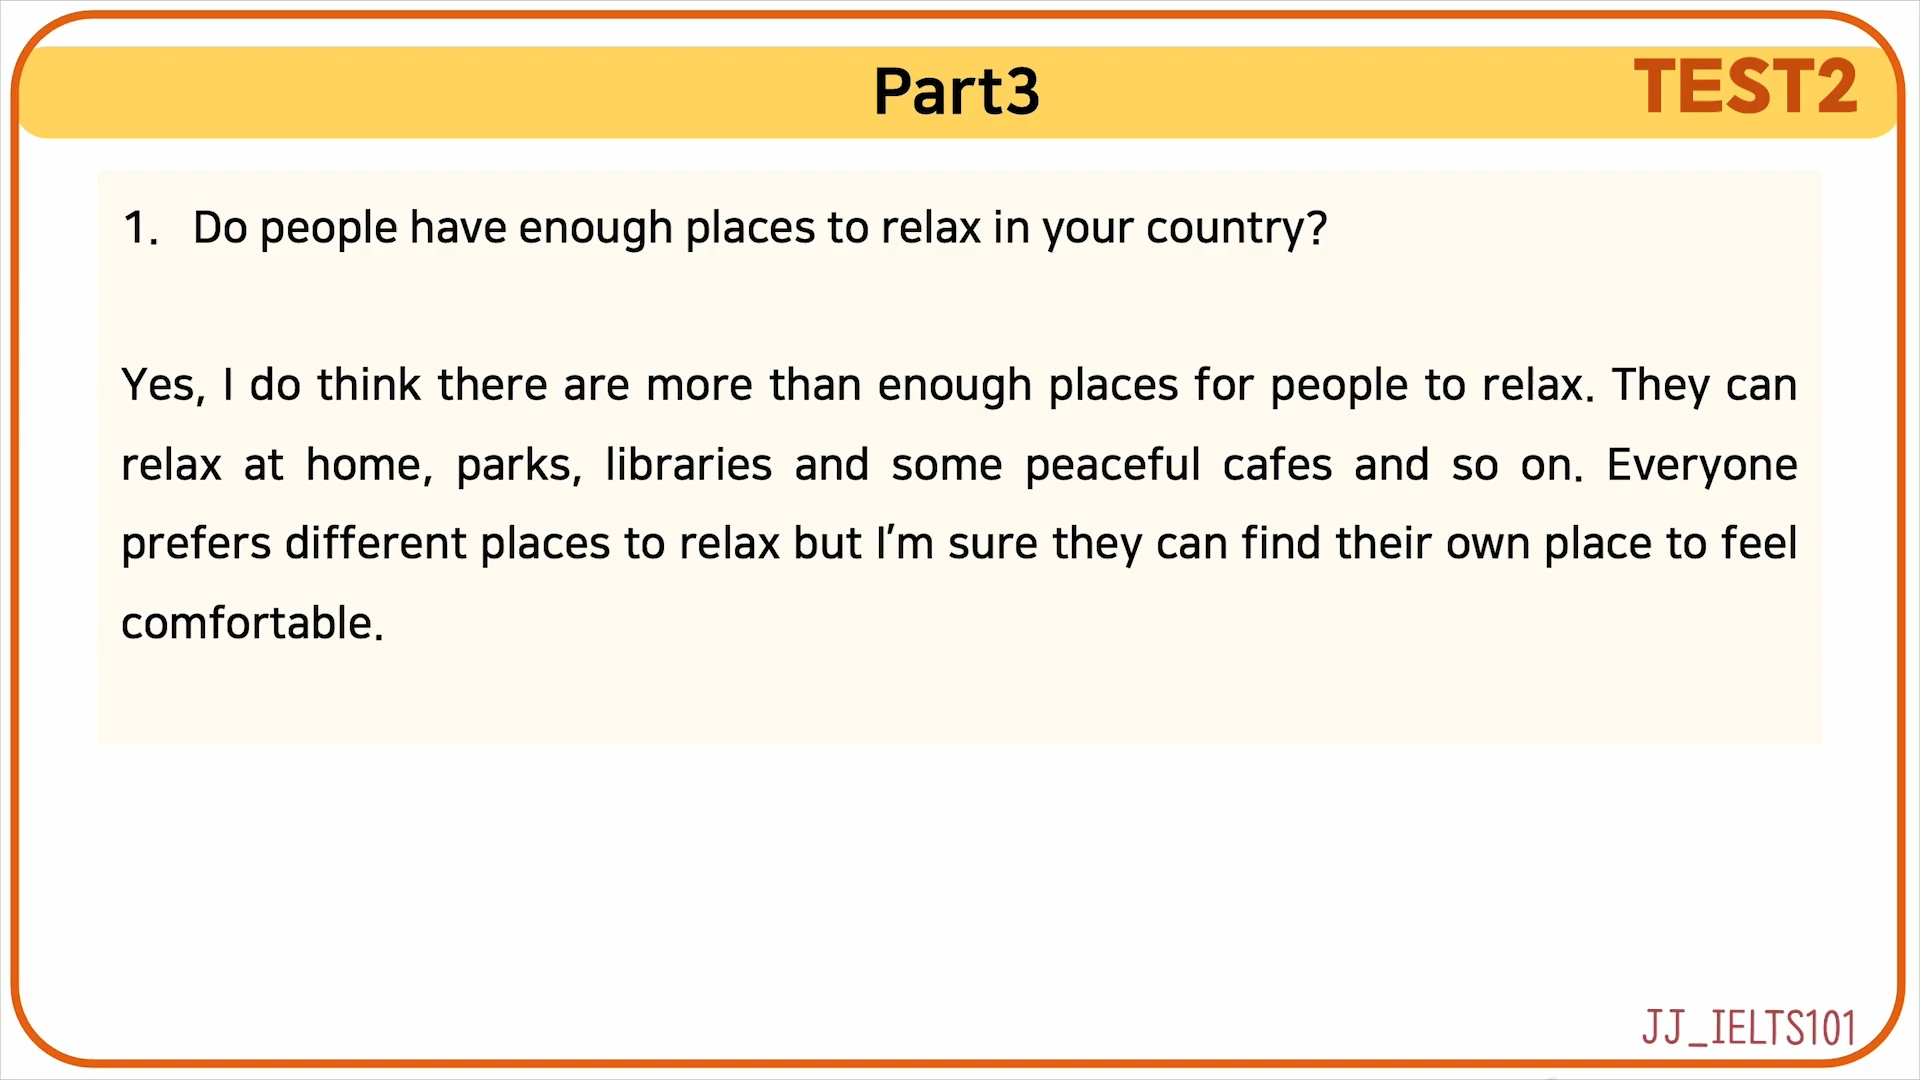 Part3
TEST2
1. Do people have enough places to relax in your country?
Yes, I do think there are more than enough places for people to relax. They can
relax at home, parks, libraries and some peaceful cafes and so on. Everyone
prefers different places to relax but I’m sure they can find their own place to feel
comfortable.
JJ_IELTS101